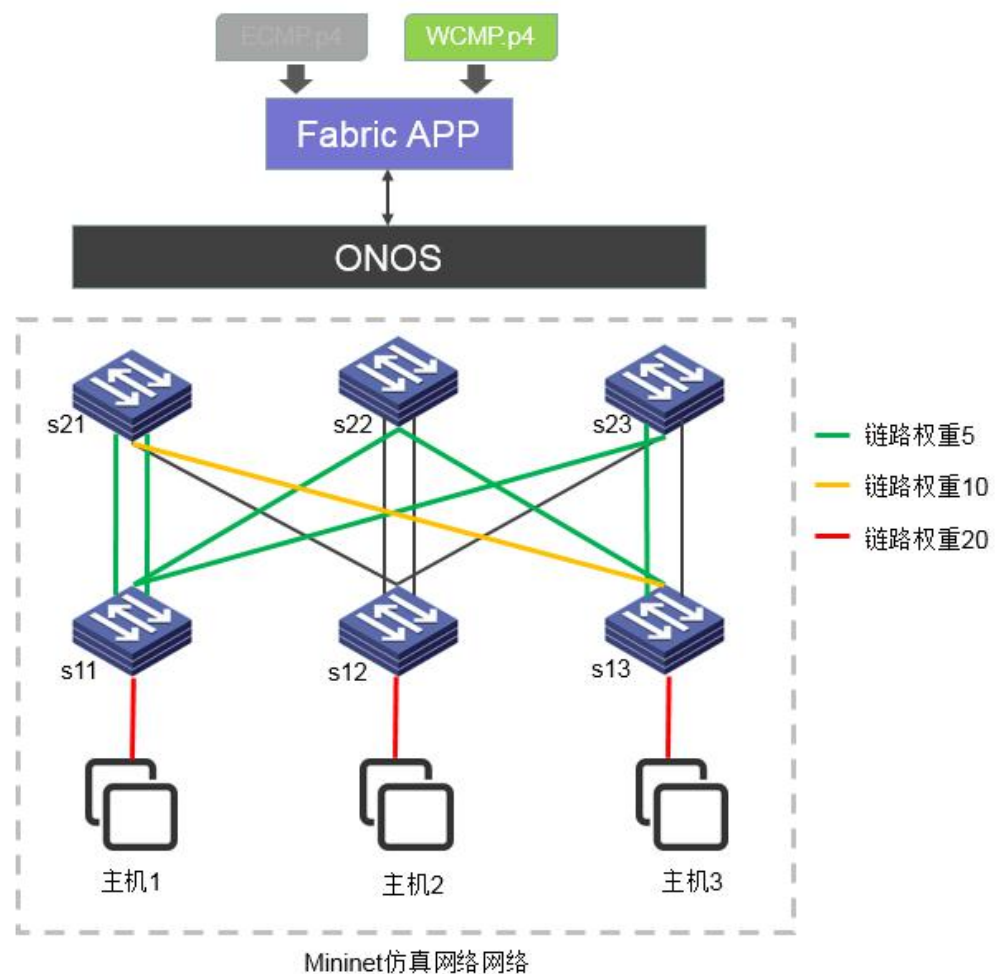 ECMP.p4
WCMP.p4
Fabric APP
ONOS
s21
s22
s23
链路权重5
链路权重10
链路权重20
s11
s12
s13
主机1
主机2
主机3
Mininet仿真网络网络